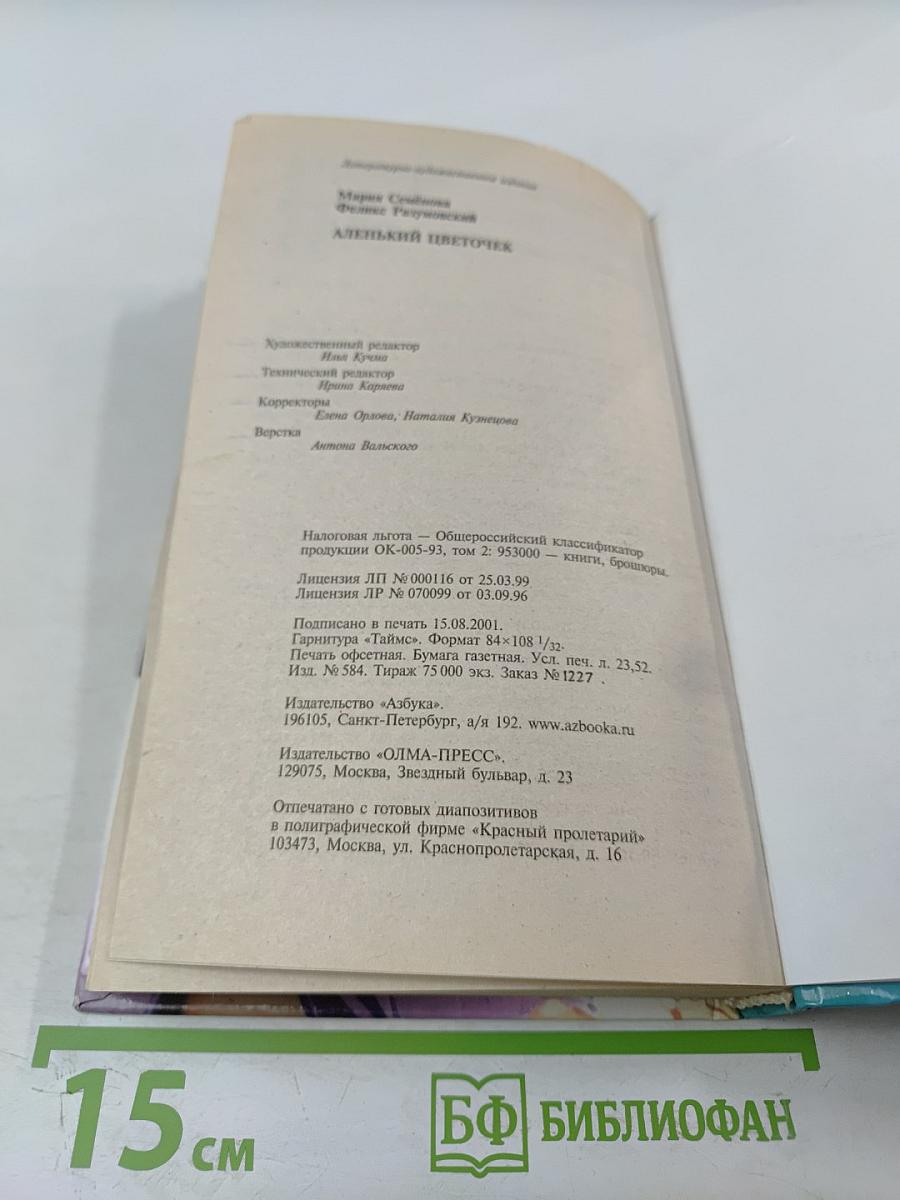 Литературно-художественное издание
Мария Семёнова
Феликс Разумовский
АЛЕНЬКИЙ ЦВЕТОЧЕК
Художественный редактор
Илья Кучма
Технический редактор
Ирина Каряева
Корректоры
Елена Орлова, Наталия Кузнецова
Верстка
Антона Вальского
Налоговая льгота — Общероссийский классификатор
продукции ОК-005-93, том 2: 953000 — книги, брошюры.
Лицензия ЛП № 000116 от 25.03.99
Лицензия ЛР № 070099 от 03.09.96
Подписано в печать 15.08.2001.
Гарнитура «Таймс». Формат 84×108 1/32.
Печать офсетная. Бумага газетная. Усл. печ. л. 23,52.
Изд. № 584. Тираж 75 000 экз. Заказ № 1227 .
Издательство «Азбука».
196105, Санкт-Петербург, а/я 192. www.azbooka.ru
Издательство «ОЛМА-ПРЕСС».
129075, Москва, Звездный бульвар, д. 23
Отпечатано с готовых диапозитивов
в полиграфической фирме «Красный пролетарий»
103473, Москва, ул. Краснопролетарская, д. 16
15 см
БФ БИБЛИОФАН